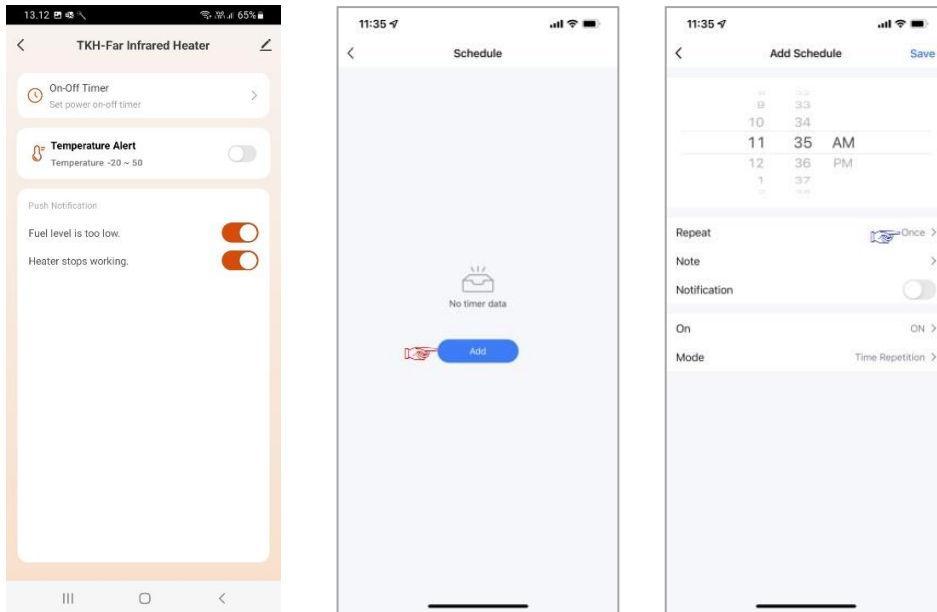 13.12 65%
TKH-Far Infrared Heater
On-Off Timer
Set power on-off timer
Temperature Alert
Temperature -20 ~ 50
Push Notification
Fuel level is too low.
Heater stops working.
11:35
Schedule
No timer data
Add
11:35
Add Schedule Save
9 33
10 34
11 35 AM
12 36 PM
1 37
Repeat Once
Note
Notification
On ON
Mode Time Repetition